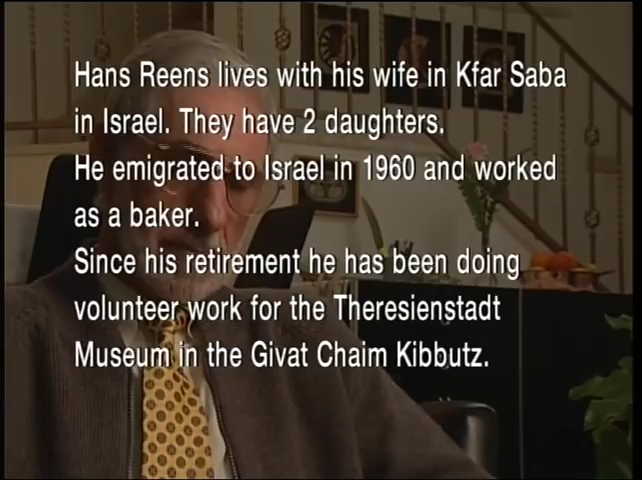 Hans Reens lives with his wife in Kfar Saba
in Israel. They have 2 daughters.
He emigrated to Israel in 1960 and worked
as a baker.
Since his retirement he has been doing
volunteer work for the Theresienstadt
Museum in the Givat Chaim Kibbutz.